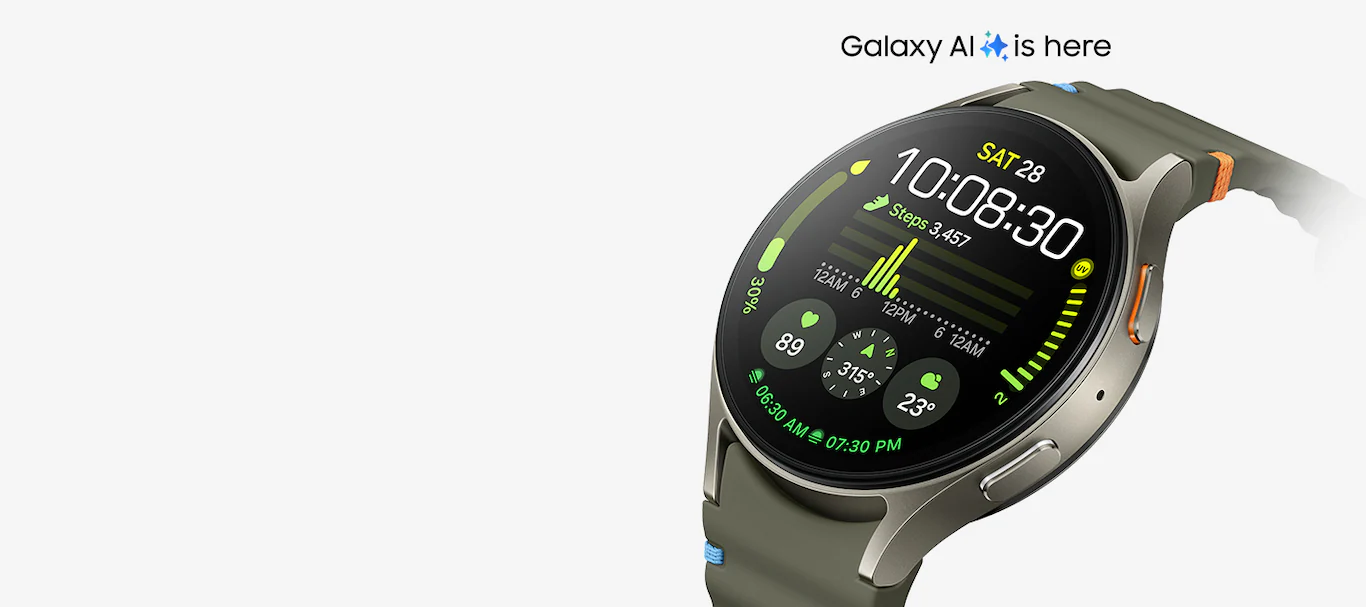 Galaxy AI is here
SAT 28
10:08:30
Steps 3,457
12AM 6 12PM 6 12AM
30%
UV
2
89
W N
315°
S E
23°
06:30 AM 07:30 PM